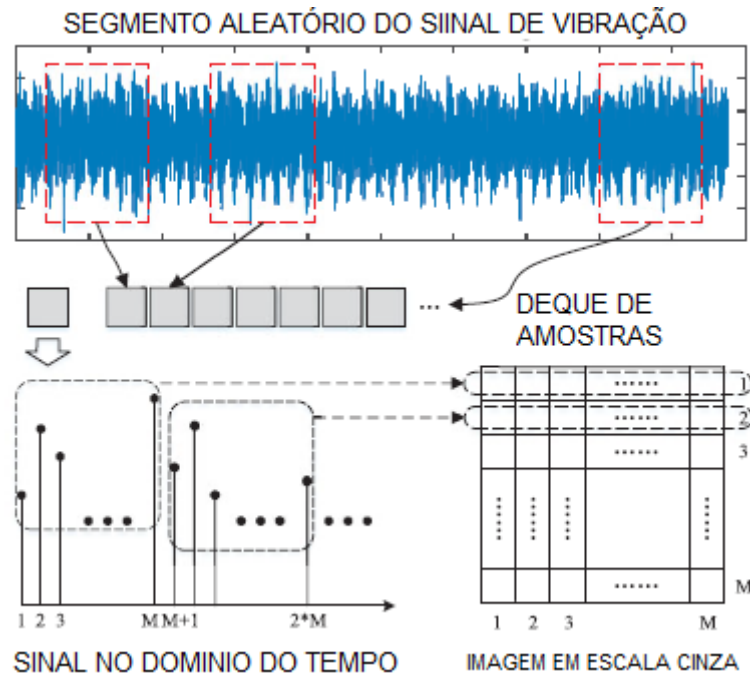 SEGMENTO ALEATÓRIO DO SIINAL DE VIBRAÇÃO
...
DEQUE DE
AMOSTRAS
......
1
......
2
......
3
......
M
1 2 3 M M+1 2*M
1 2 3 M
SINAL NO DOMINIO DO TEMPO
IMAGEM EM ESCALA CINZA